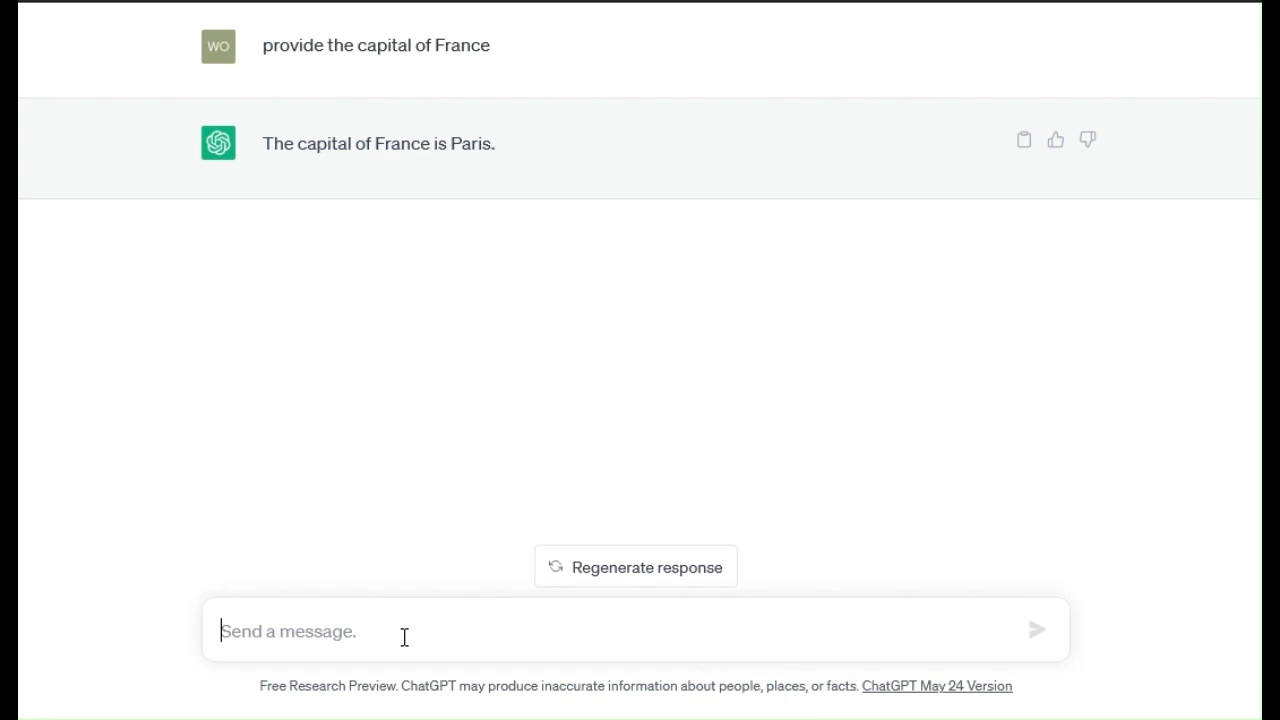 WO
provide the capital of France
The capital of France is Paris.
Regenerate response
Send a message.
Free Research Preview. ChatGPT may produce inaccurate information about people, places, or facts. ChatGPT May 24 Version